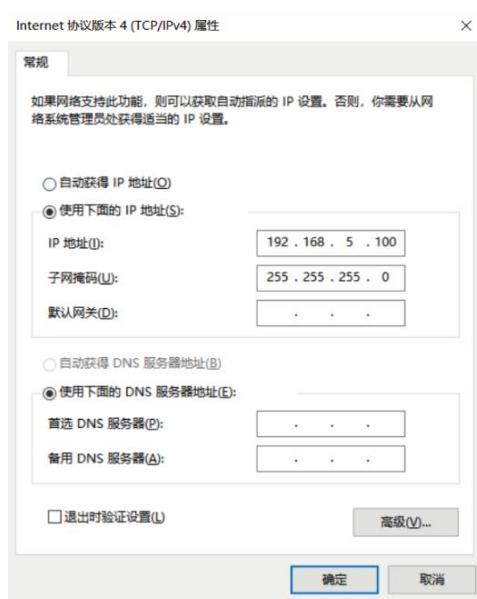 Internet 协议版本 4 (TCP/IPv4) 属性
常规
如果网络支持此功能，则可以获取自动指派的 IP 设置。否则，你需要从网
络系统管理员处获得适当的 IP 设置。
自动获得 IP 地址(O)
使用下面的 IP 地址(S):
IP 地址(I): 192 . 168 . 5 . 100
子网掩码(U): 255 . 255 . 255 . 0
默认网关(D): . . .
自动获得 DNS 服务器地址(B)
使用下面的 DNS 服务器地址(E):
首选 DNS 服务器(P): . . .
备用 DNS 服务器(A): . . .
退出时验证设置(L)
高级(V)...
确定 取消